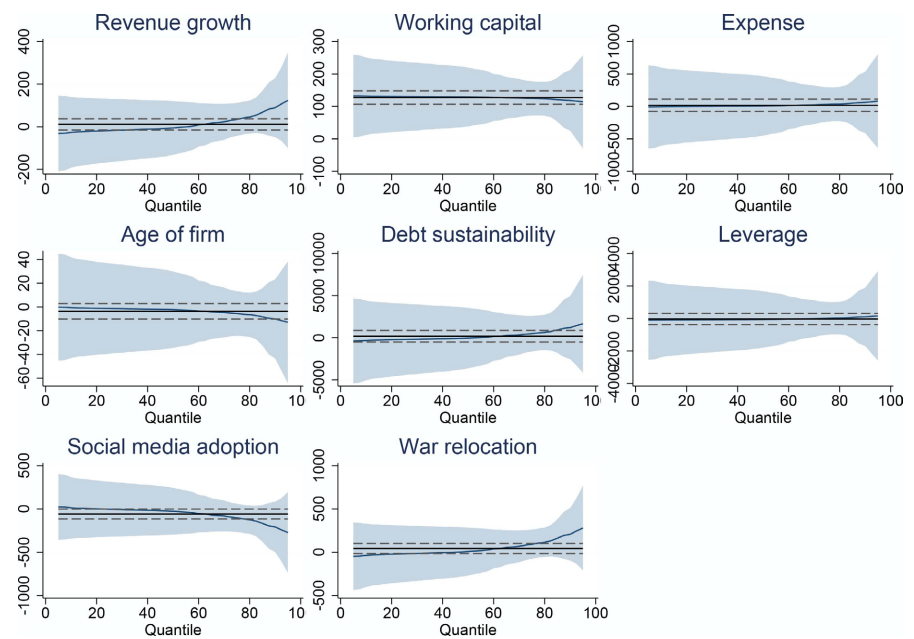 Revenue growth
400
200
0
-200
0 20 40 60 80 10
Quantile
Working capital
300
200
100
0
-100
0 20 40 60 80 10
Quantile
Expense
1000
500
0
-500
-1000
0 20 40 60 80 100
Quantile
Age of firm
40
20
0
-20
-40
-60
0 20 40 60 80 10
Quantile
Debt sustainability
10000
5000
0
-5000
0 20 40 60 80 10
Quantile
Leverage
4000
2000
0
-2000
-4000
0 20 40 60 80 100
Quantile
Social media adoption
500
0
-500
-1000
0 20 40 60 80 100
Quantile
War relocation
1000
500
0
-500
0 20 40 60 80 100
Quantile